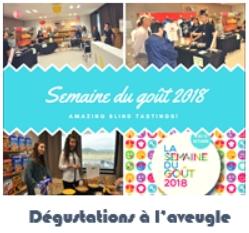 Semaine du goût 2018
AMAZING BLIND TASTINGS!
LA
SEMAINE
DU
GOÛT
2018
Dégustations à l'aveugle